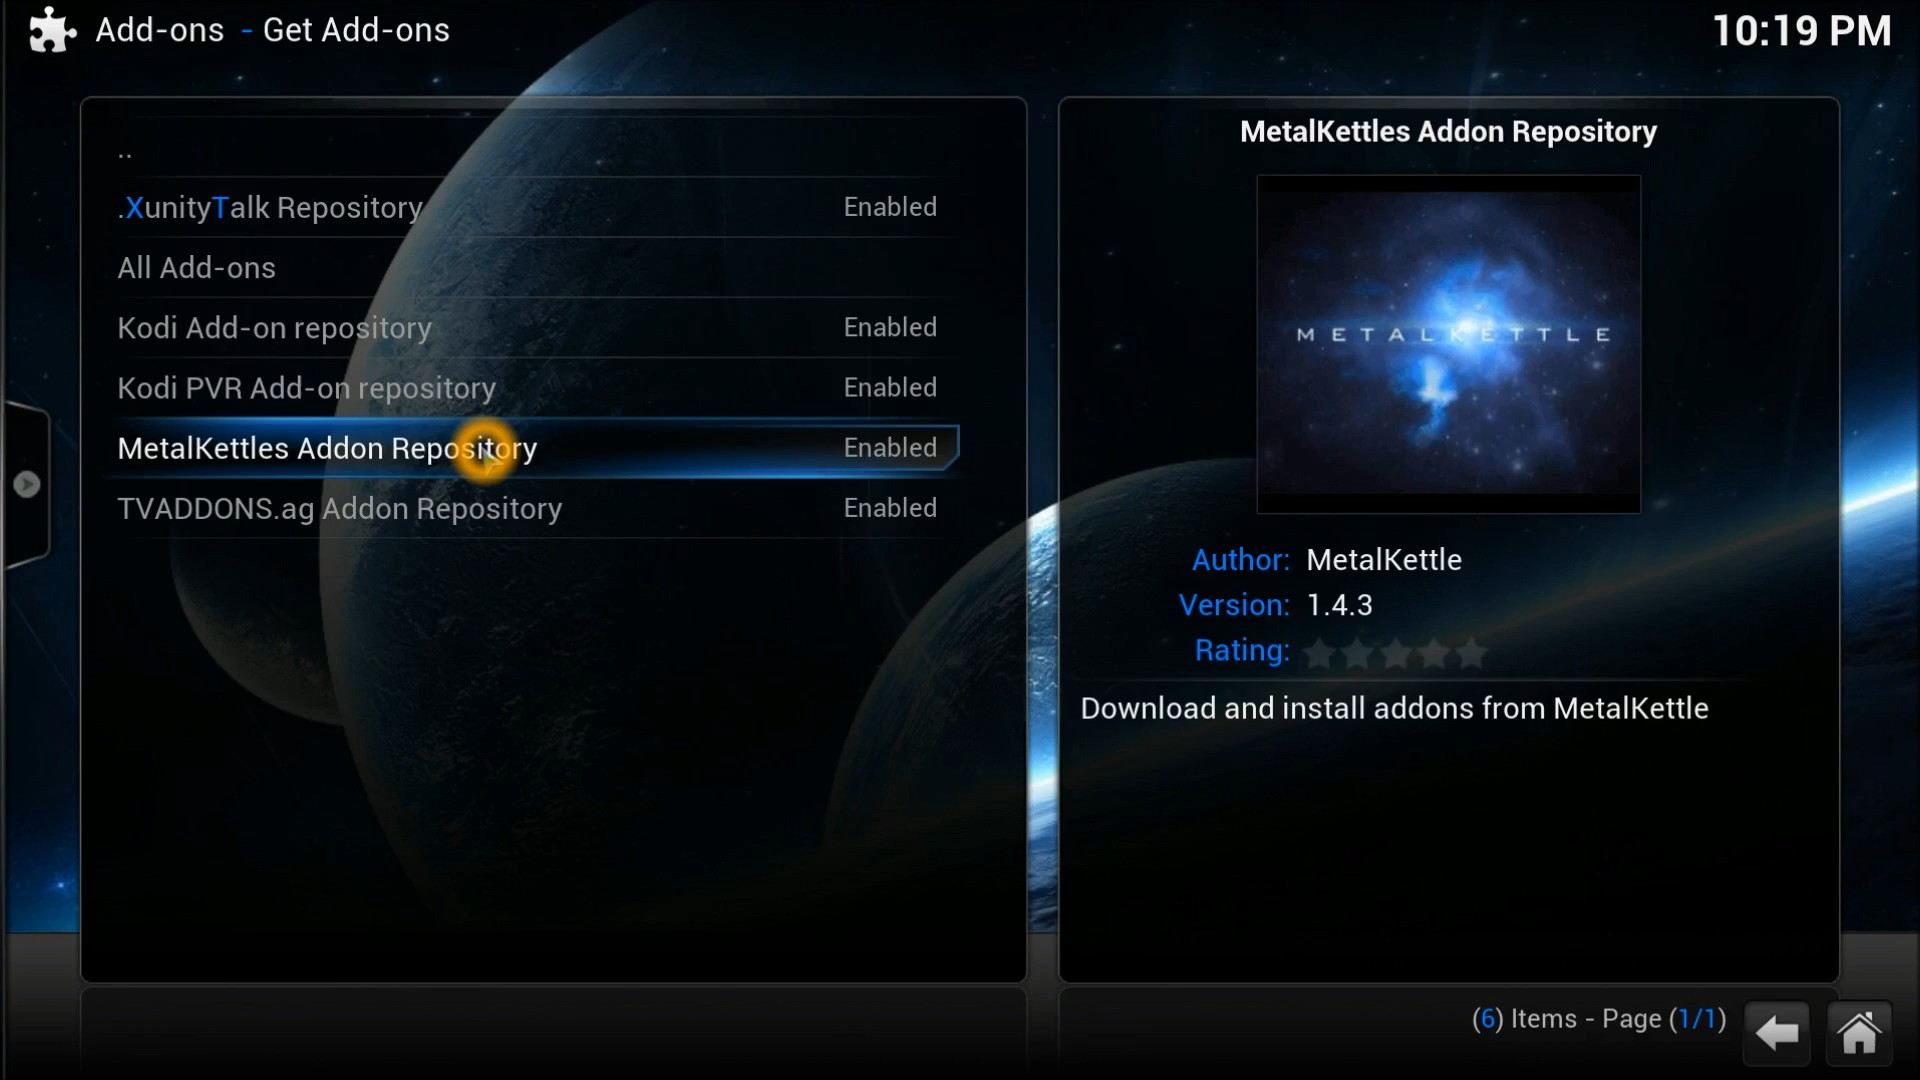 Add-ons - Get Add-ons
10:19 PM
..
.XunityTalk Repository Enabled
All Add-ons
Kodi Add-on repository Enabled
Kodi PVR Add-on repository Enabled
MetalKettles Addon Repository Enabled
TVADDONS.ag Addon Repository Enabled
MetalKettles Addon Repository
METALKETTLE
Author: MetalKettle
Version: 1.4.3
Rating:
Download and install addons from MetalKettle
(6) Items - Page (1/1)